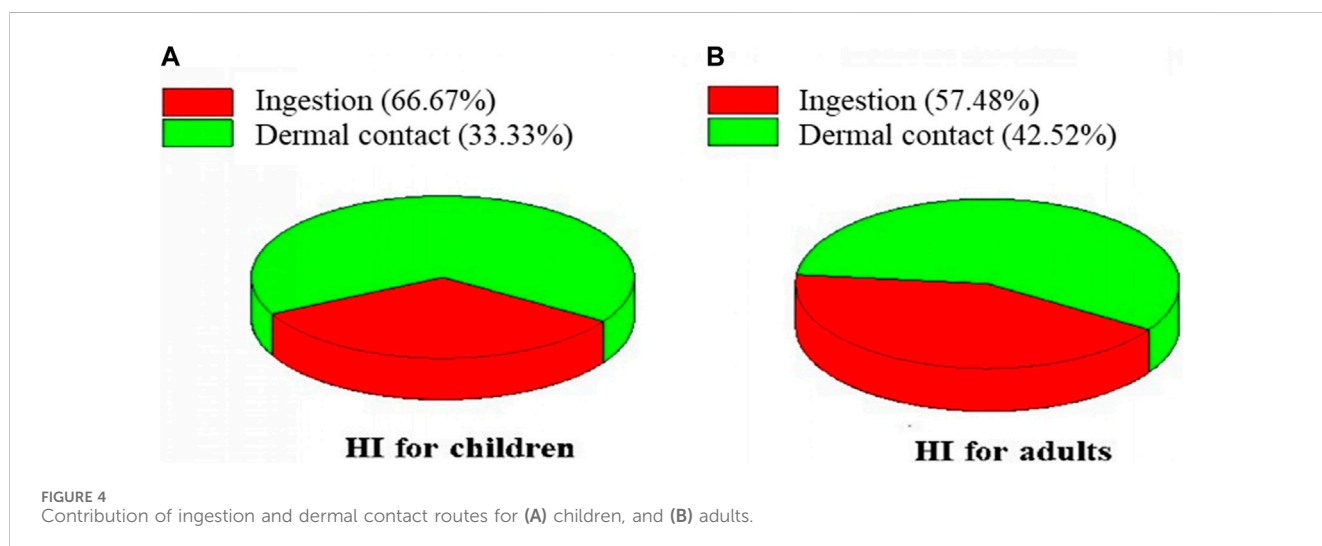 A
Ingestion (66.67%)
Dermal contact (33.33%)
HI for children
B
Ingestion (57.48%)
Dermal contact (42.52%)
HI for adults
FIGURE 4
Contribution of ingestion and dermal contact routes for (A) children, and (B) adults.